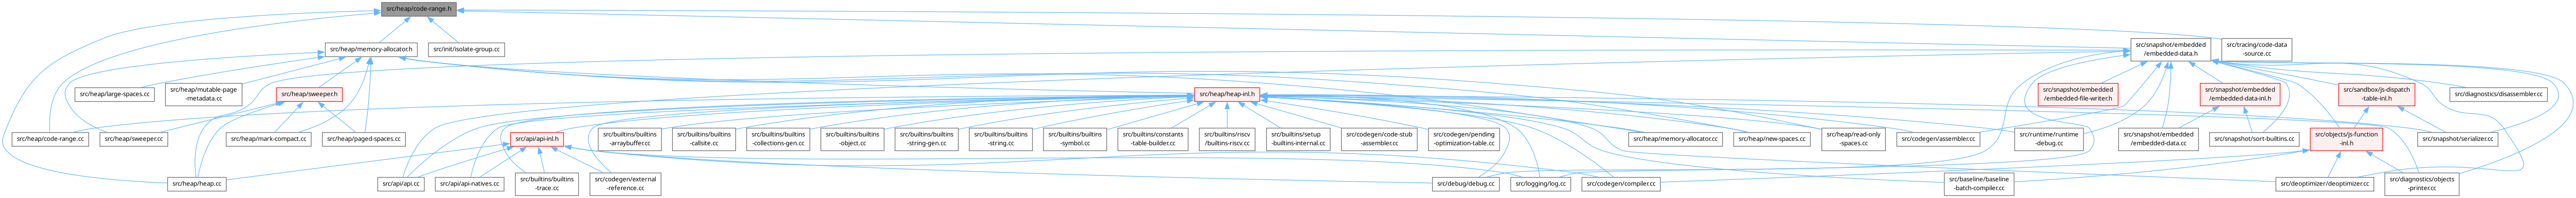 src/heap/code-range.h
src/heap/memory-allocator.h
src/init/isolate-group.cc
src/snapshot/embedded
/embedded-data.h
src/tracing/code-data
-source.cc
src/heap/large-spaces.cc
src/heap/mutable-page
-metadata.cc
src/heap/sweeper.h
src/heap/heap-inl.h
src/snapshot/embedded
/embedded-file-writer.h
src/snapshot/embedded
/embedded-data-inl.h
src/sandbox/js-dispatch
-table-inl.h
src/diagnostics/disassembler.cc
src/heap/code-range.cc
src/heap/sweeper.cc
src/heap/mark-compact.cc
src/heap/paged-spaces.cc
src/api/api-inl.h
src/builtins/builtins
-arraybuffer.cc
src/builtins/builtins
-callsite.cc
src/builtins/builtins
-collections-gen.cc
src/builtins/builtins
-object.cc
src/builtins/builtins
-string-gen.cc
src/builtins/builtins
-string.cc
src/builtins/builtins
-symbol.cc
src/builtins/constants
-table-builder.cc
src/builtins/riscv
/builtins-riscv.cc
src/builtins/setup
-builtins-internal.cc
src/codegen/code-stub
-assembler.cc
src/codegen/pending
-optimization-table.cc
src/heap/memory-allocator.cc
src/heap/new-spaces.cc
src/heap/read-only
-spaces.cc
src/codegen/assembler.cc
src/runtime/runtime
-debug.cc
src/snapshot/embedded
/embedded-data.cc
src/snapshot/sort-builtins.cc
src/objects/js-function
-inl.h
src/snapshot/serializer.cc
src/heap/heap.cc
src/api/api.cc
src/api/api-natives.cc
src/builtins/builtins
-trace.cc
src/codegen/external
-reference.cc
src/debug/debug.cc
src/logging/log.cc
src/codegen/compiler.cc
src/baseline/baseline
-batch-compiler.cc
src/deoptimizer/deoptimizer.cc
src/diagnostics/objects
-printer.cc